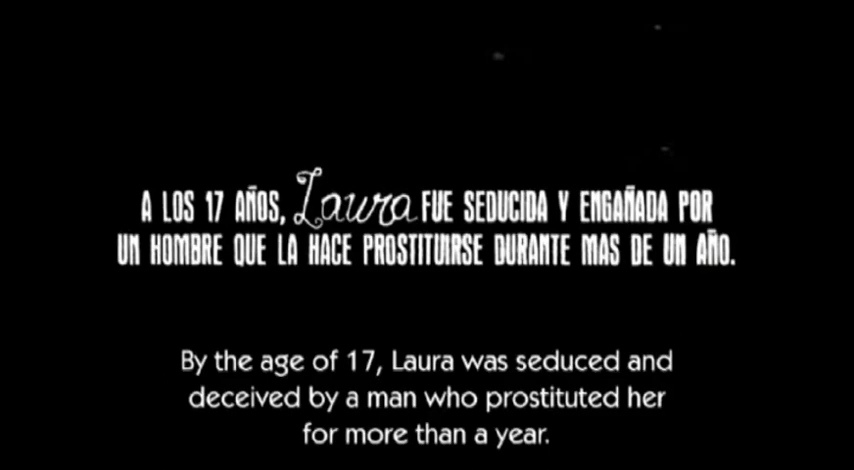 A LOS 17 AÑOS, Laura FUE SEDUCIDA Y ENGAÑADA POR
UN HOMBRE QUE LA HACE PROSTITUIRSE DURANTE MAS DE UN AÑO.
By the age of 17, Laura was seduced and
deceived by a man who prostituted her
for more than a year.